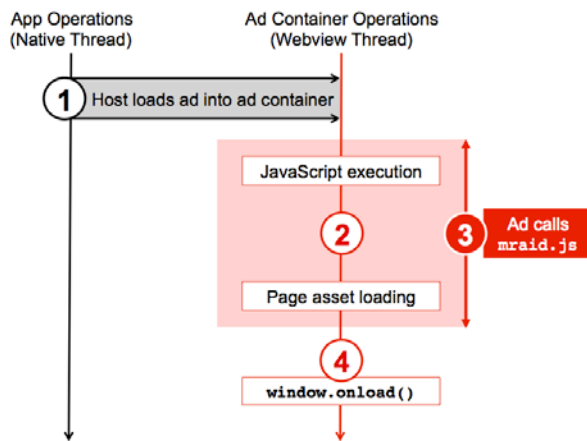 App Operations
(Native Thread)
Ad Container Operations
(Webview Thread)
1
Host loads ad into ad container
JavaScript execution
2
3
Ad calls
mraid.js
Page asset loading
4
window.onload()